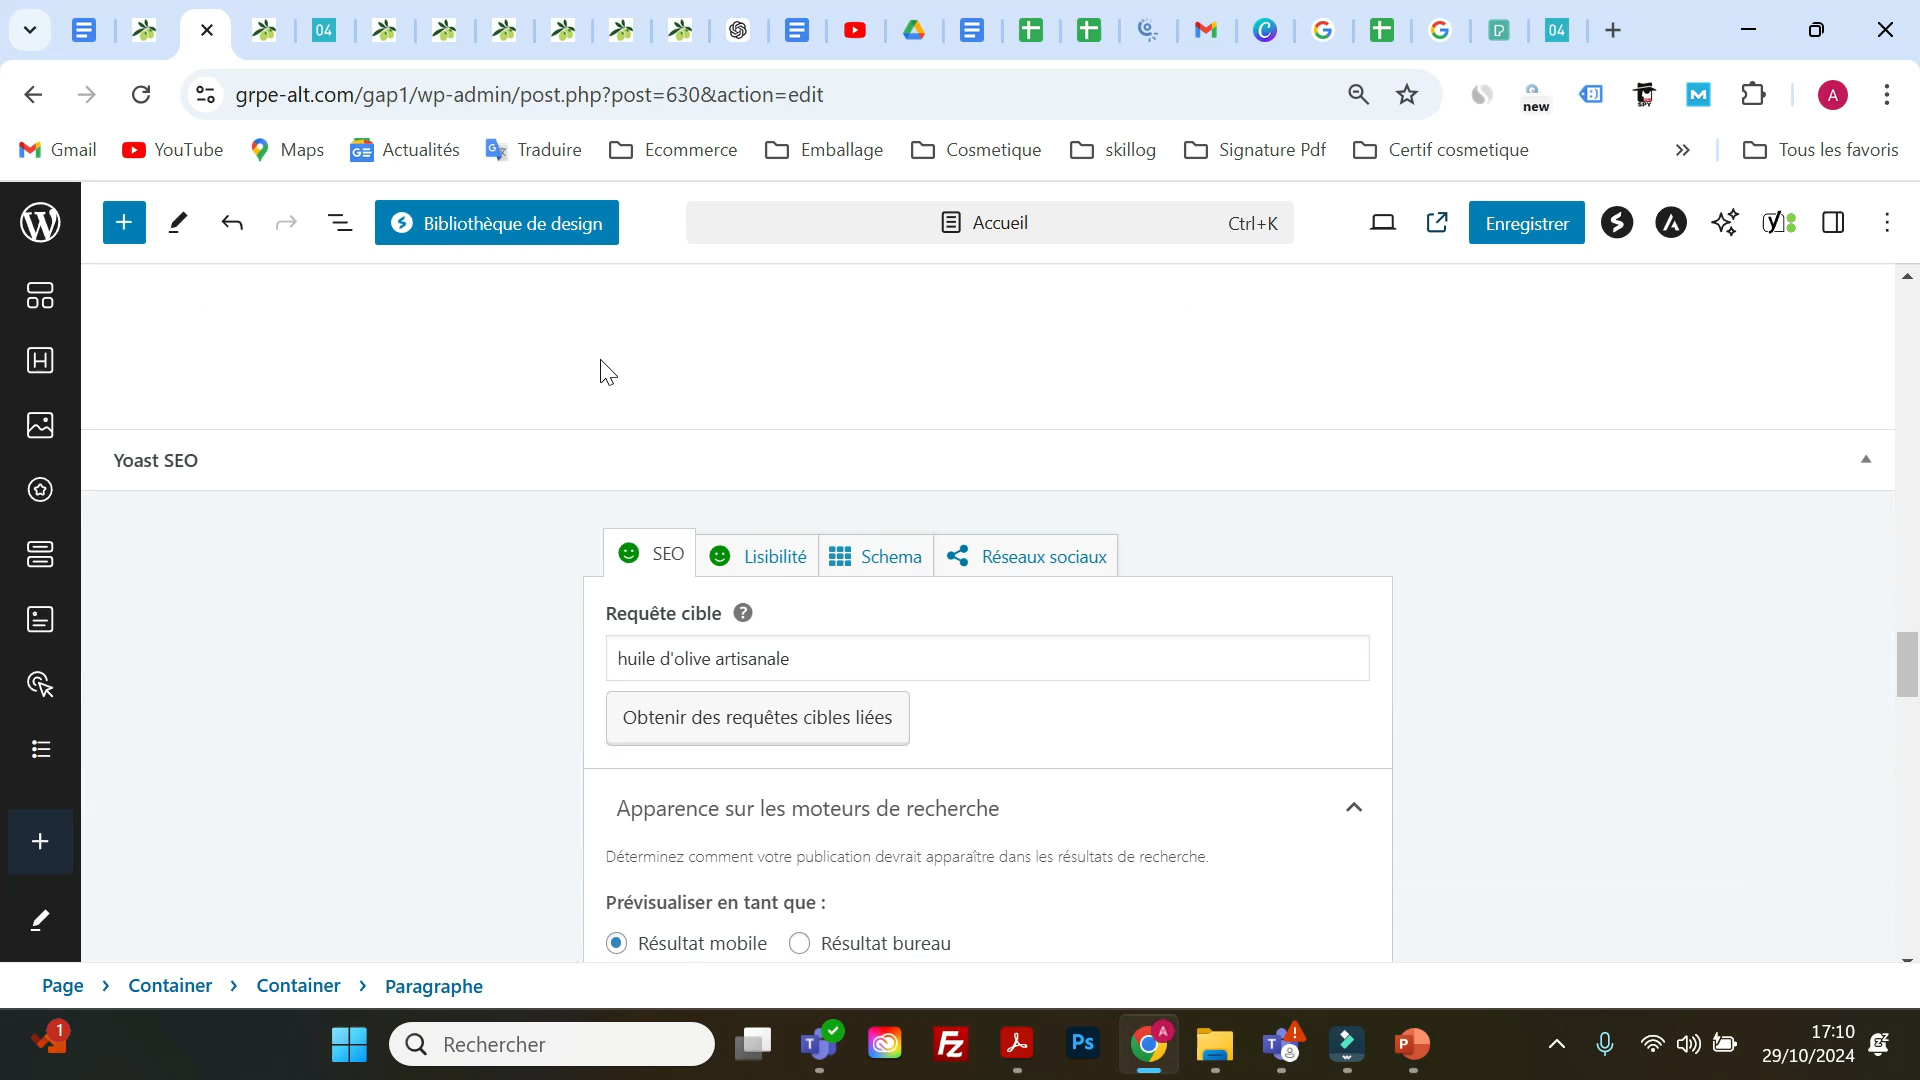 04
04
grpe-alt.com/gap1/wp-admin/post.php?post=630&action=edit
new
A
Gmail
YouTube
Maps
Actualités
Traduire
Ecommerce
Emballage
Cosmetique
skillog
Signature Pdf
Certif cosmetique
»
Tous les favoris
Bibliothèque de design
Accueil
Ctrl+K
Enregistrer
Yoast SEO
SEO
Lisibilité
Schema
Réseaux sociaux
Requête cible
huile d'olive artisanale
Obtenir des requêtes cibles liées
Apparence sur les moteurs de recherche
Déterminez comment votre publication devrait apparaître dans les résultats de recherche.
Prévisualiser en tant que :
Résultat mobile
Résultat bureau
Page > Container > Container > Paragraphe
1
Rechercher
17:10
29/10/2024